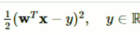 ½(𝐰ᵀ𝐱 − y)², y ∈ ℝ